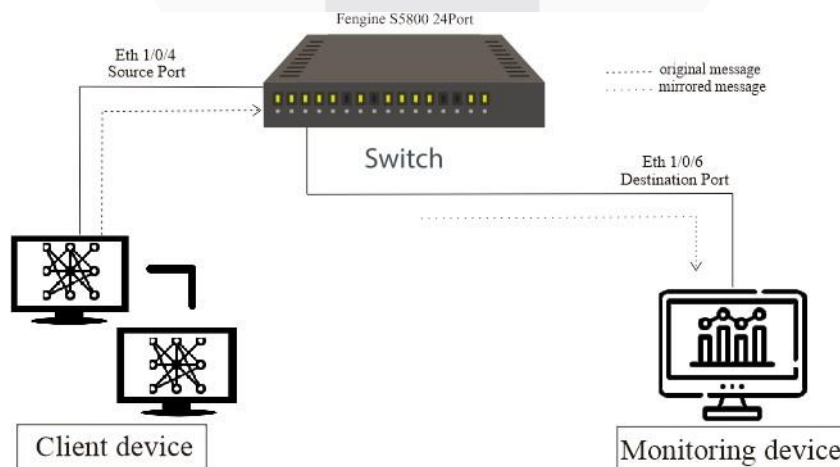 Fengine S5800 24Port
Eth 1/0/4
Source Port
original message
mirrored message
Switch
Eth 1/0/6
Destination Port
Client device
Monitoring device